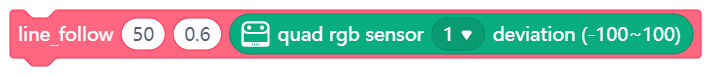 line_follow 50 0.6 quad rgb sensor 1 deviation (-100~100)